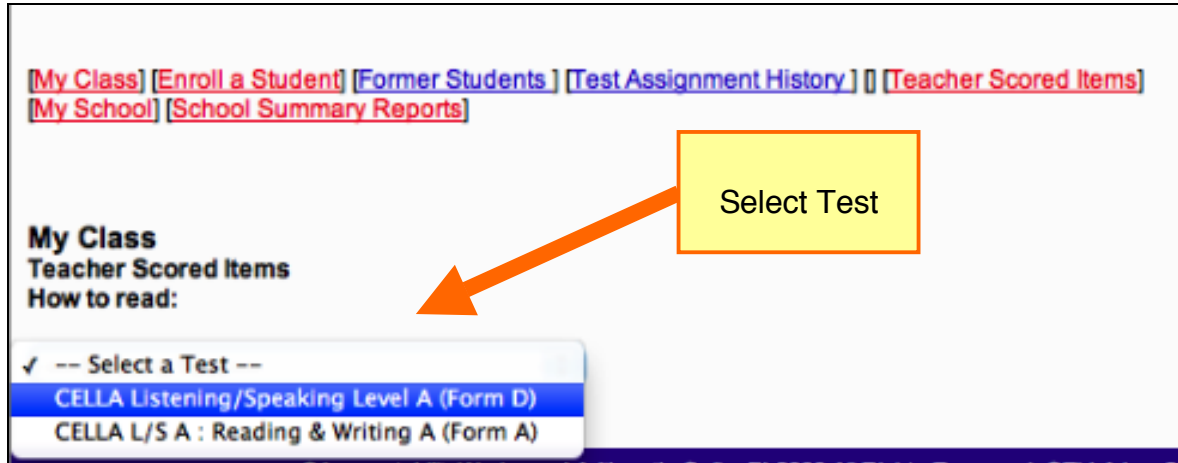 [My Class] [Enroll a Student] [Former Students ] [Test Assignment History ] [] [Teacher Scored Items]
[My School] [School Summary Reports]
Select Test
My Class
Teacher Scored Items
How to read:
✓ -- Select a Test --
CELLA Listening/Speaking Level A (Form D)
CELLA L/S A : Reading & Writing A (Form A)